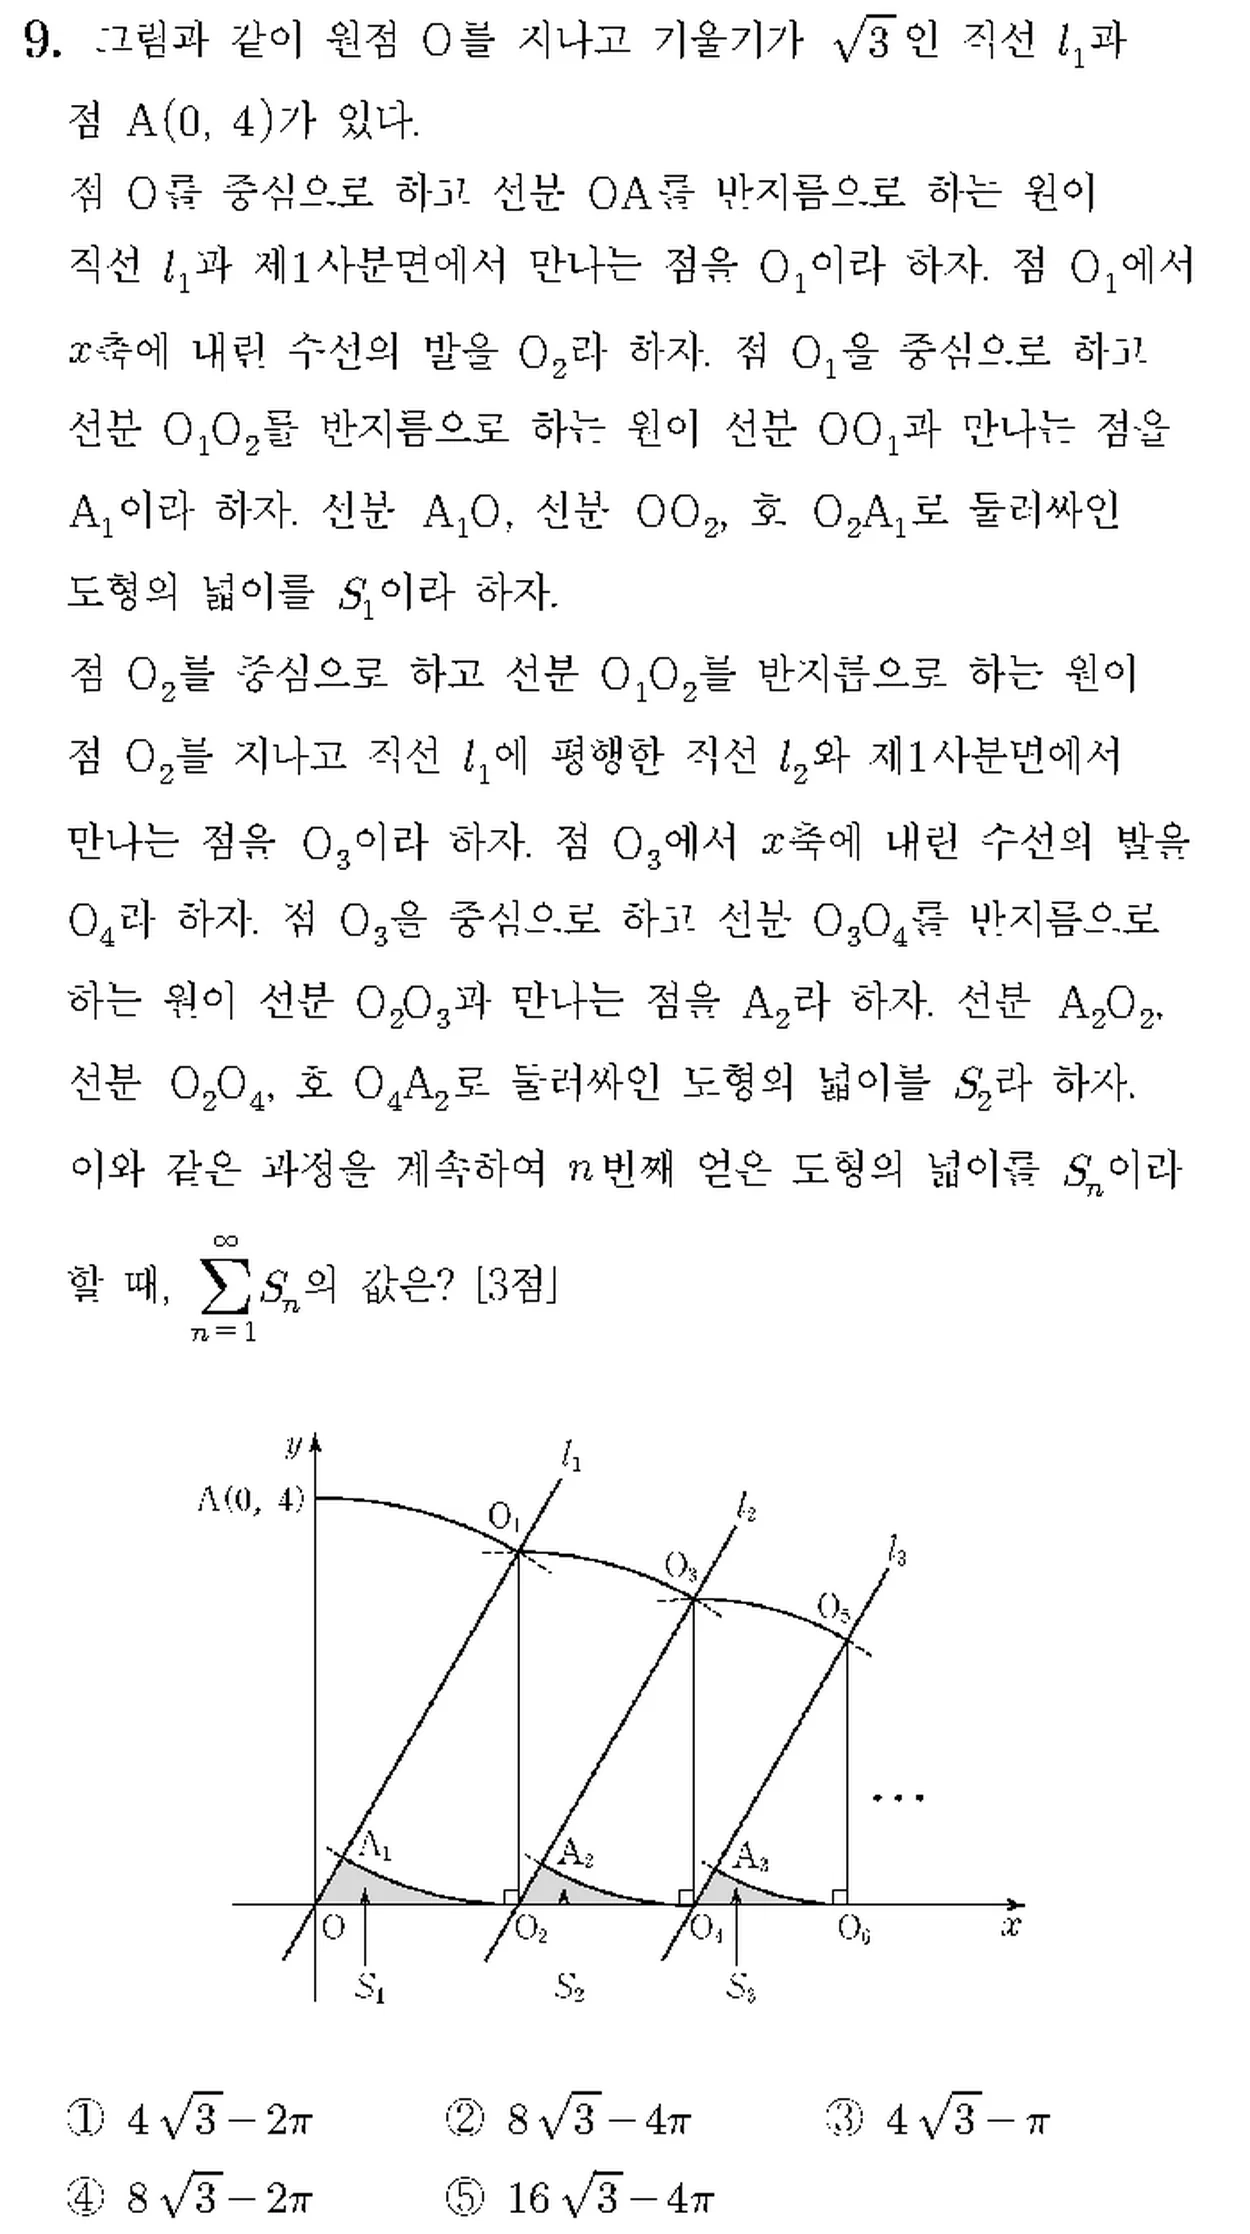 9. 그림과 같이 원점 O를 지나고 기울기가 √3인 직선 l₁과
점 A(0, 4)가 있다.
점 O를 중심으로 하고 선분 OA를 반지름으로 하는 원이
직선 l₁과 제1사분면에서 만나는 점을 O₁이라 하자. 점 O₁에서
x축에 내린 수선의 발을 O₂라 하자. 점 O₁을 중심으로 하고
선분 O₁O₂를 반지름으로 하는 원이 선분 OO₁과 만나는 점을
A₁이라 하자. 선분 A₁O, 선분 OO₂, 호 O₂A₁로 둘러싸인
도형의 넓이를 S₁이라 하자.
점 O₂를 중심으로 하고 선분 O₁O₂를 반지름으로 하는 원이
점 O₂를 지나고 직선 l₁에 평행한 직선 l₂와 제1사분면에서
만나는 점을 O₃이라 하자. 점 O₃에서 x축에 내린 수선의 발을
O₄라 하자. 점 O₃을 중심으로 하고 선분 O₃O₄를 반지름으로
하는 원이 선분 O₂O₃과 만나는 점을 A₂라 하자. 선분 A₂O₂,
선분 O₂O₄, 호 O₄A₂로 둘러싸인 도형의 넓이를 S₂라 하자.
이와 같은 과정을 계속하여 n번째 얻은 도형의 넓이를 Sₙ이라
할 때, ∑_{n=1}^{∞} Sₙ의 값은? [3점]
y
l₁
A(0, 4)
O₁
l₂
O₃
l₃
O₅
A₁
A₂
A₃
...
O
O₂
O₄
O₆
x
S₁
S₂
S₃
① 4√3-2π ② 8√3-4π ③ 4√3-π
④ 8√3-2π ⑤ 16√3-4π